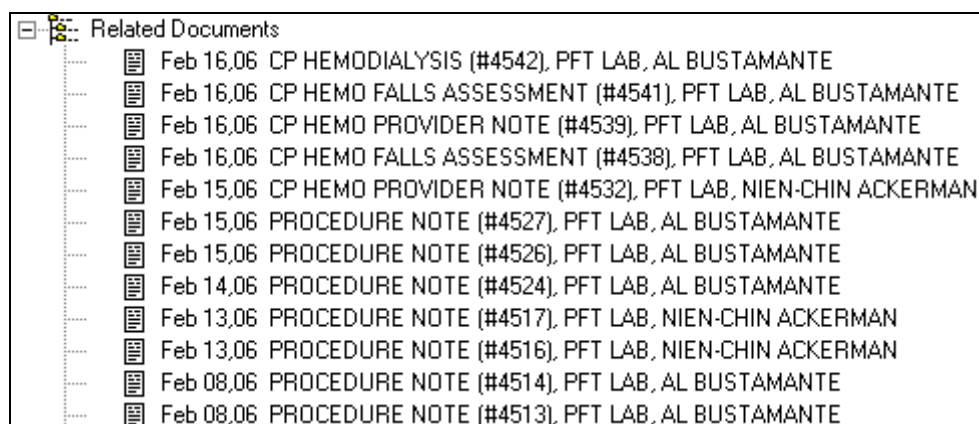 Related Documents
Feb 16,06 CP HEMODIALYSIS (#4542), PFT LAB, AL BUSTAMANTE
Feb 16,06 CP HEMO FALLS ASSESSMENT (#4541), PFT LAB, AL BUSTAMANTE
Feb 16,06 CP HEMO PROVIDER NOTE (#4539), PFT LAB, AL BUSTAMANTE
Feb 16,06 CP HEMO FALLS ASSESSMENT (#4538), PFT LAB, AL BUSTAMANTE
Feb 15,06 CP HEMO PROVIDER NOTE (#4532), PFT LAB, NIEN-CHIN ACKERMAN
Feb 15,06 PROCEDURE NOTE (#4527), PFT LAB, AL BUSTAMANTE
Feb 15,06 PROCEDURE NOTE (#4526), PFT LAB, AL BUSTAMANTE
Feb 14,06 PROCEDURE NOTE (#4524), PFT LAB, AL BUSTAMANTE
Feb 13,06 PROCEDURE NOTE (#4517), PFT LAB, NIEN-CHIN ACKERMAN
Feb 13,06 PROCEDURE NOTE (#4516), PFT LAB, NIEN-CHIN ACKERMAN
Feb 08,06 PROCEDURE NOTE (#4514), PFT LAB, AL BUSTAMANTE
Feb 08,06 PROCEDURE NOTE (#4513), PFT LAB, AL BUSTAMANTE